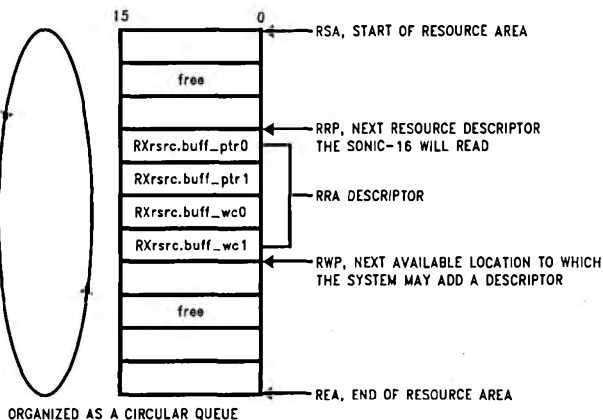 15 0
RSA, START OF RESOURCE AREA
free
RRP, NEXT RESOURCE DESCRIPTOR
THE SONIC-16 WILL READ
RXrsrc.buff_ptr0
RXrsrc.buff_ptr1
RRA DESCRIPTOR
RXrsrc.buff_wc0
RXrsrc.buff_wc1
RWP, NEXT AVAILABLE LOCATION TO WHICH
THE SYSTEM MAY ADD A DESCRIPTOR
free
REA, END OF RESOURCE AREA
ORGANIZED AS A CIRCULAR QUEUE